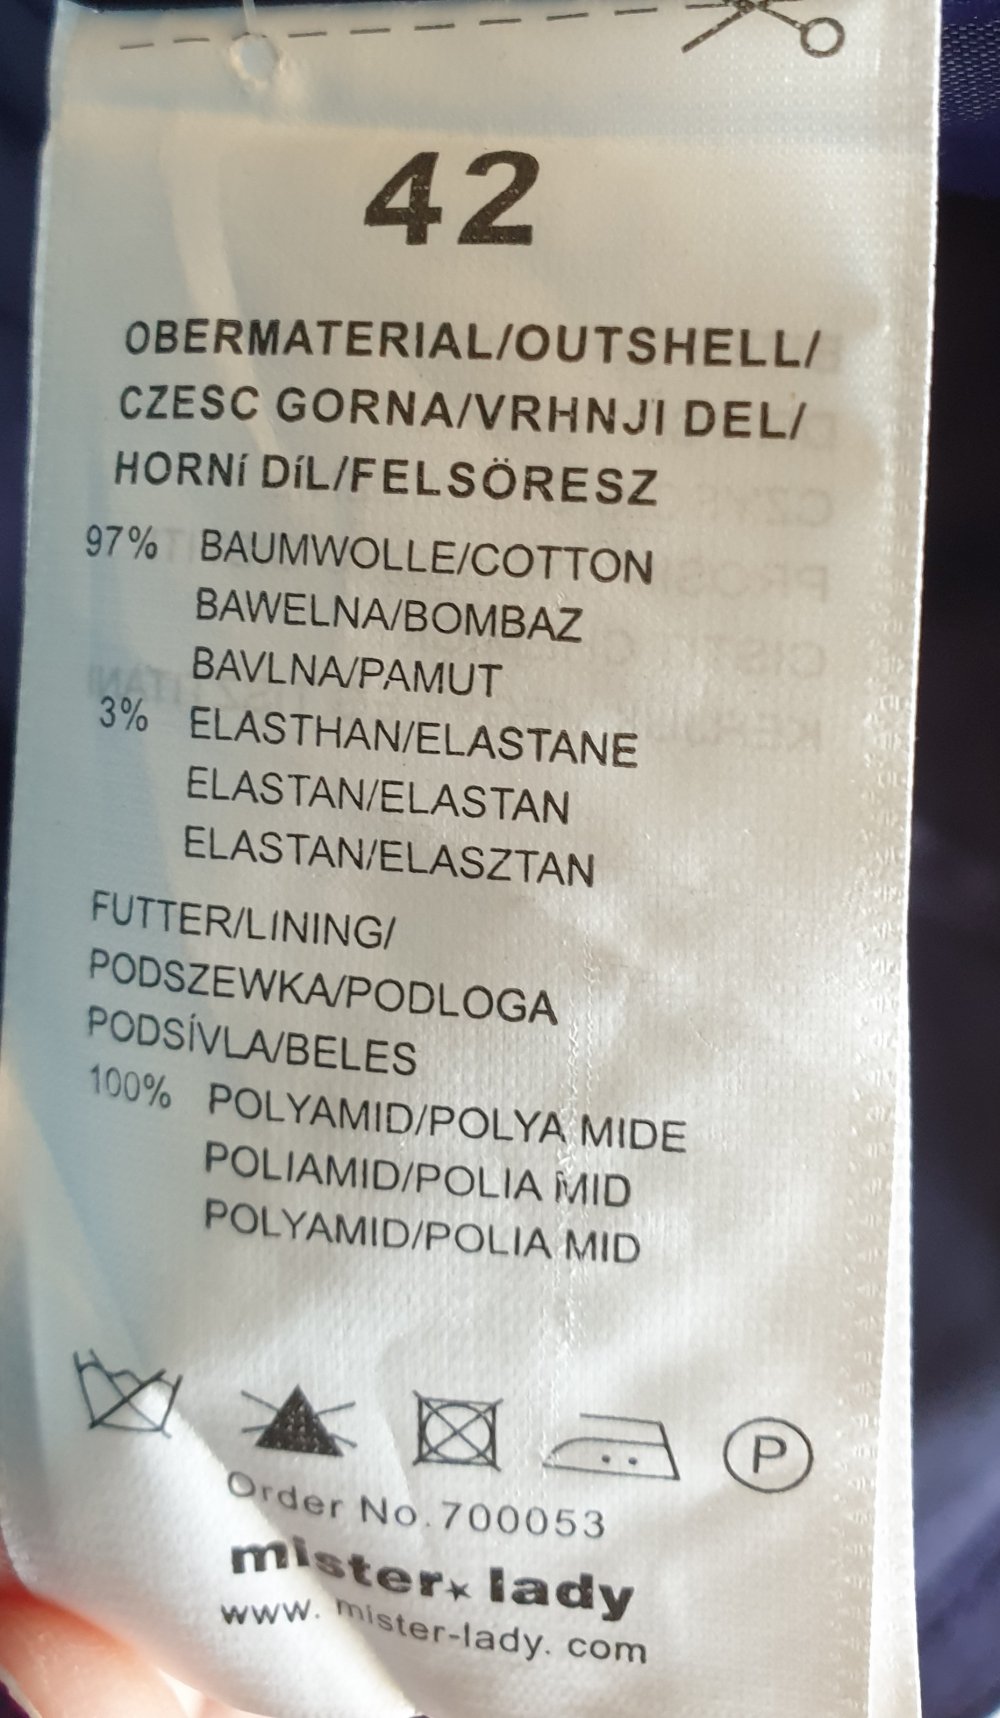 42
OBERMATERIAL/OUTSHELL/
CZESC GORNA/VRHNJI DEL/
HORNÍ DíL/FELSÖRESZ
97% BAUMWOLLE/COTTON
BAWELNA/BOMBAZ
BAVLNA/PAMUT
3% ELASTHAN/ELASTANE
ELASTAN/ELASTAN
ELASTAN/ELASZTAN
FUTTER/LINING/
PODSZEWKA/PODLOGA
PODSÍVLA/BELES
100% POLYAMID/POLYA MIDE
POLIAMID/POLIA MID
POLYAMID/POLIA MID
P
Order No.700053
mister lady
www. mister-lady. com